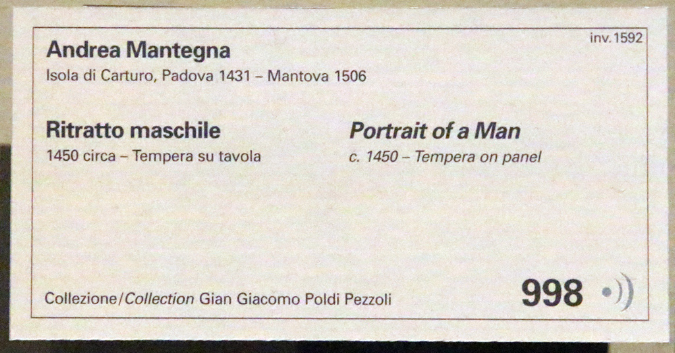 inv.1592
Andrea Mantegna
Isola di Carturo, Padova 1431 – Mantova 1506
Ritratto maschile
1450 circa – Tempera su tavola
Portrait of a Man
c. 1450 – Tempera on panel
Collezione/Collection Gian Giacomo Poldi Pezzoli
998